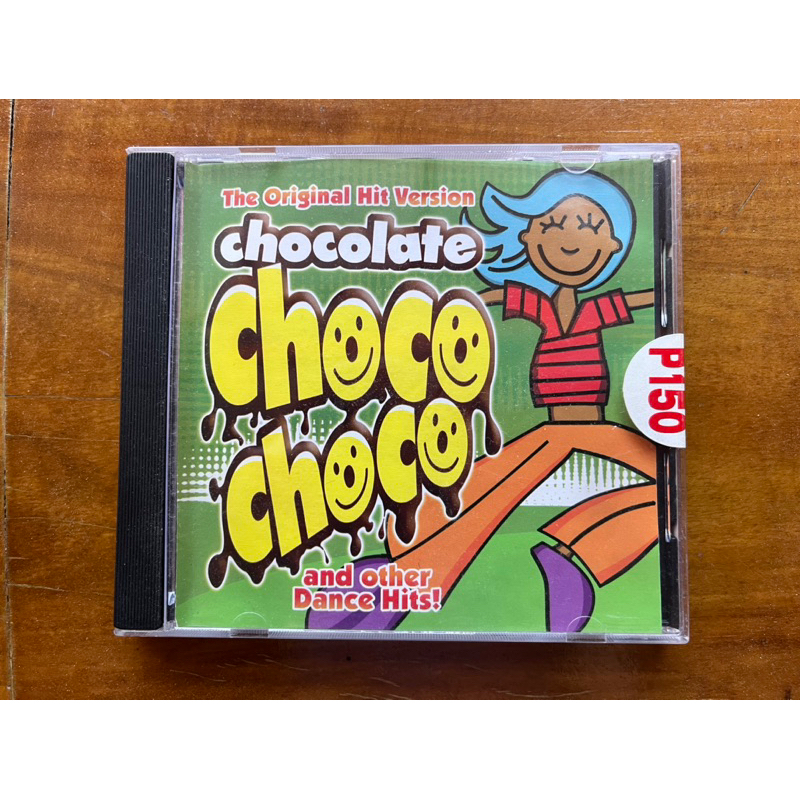 The Original Hit Version
chocolate
choco
choco
and other
Dance Hits!
P150